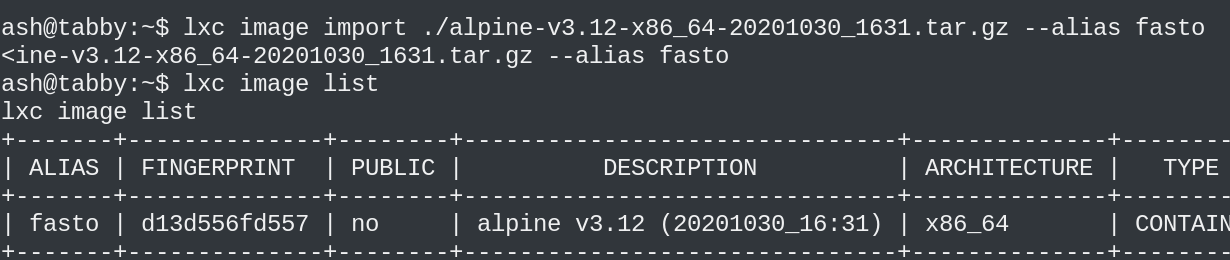 ash@tabby:~$ lxc image import ./alpine-v3.12-x86_64-20201030_1631.tar.gz --alias fasto
<ine-v3.12-x86_64-20201030_1631.tar.gz --alias fasto
ash@tabby:~$ lxc image list
lxc image list
+-------+--------------+--------+-------------------------------+--------------+--------
| ALIAS | FINGERPRINT  | PUBLIC |          DESCRIPTION          | ARCHITECTURE |   TYPE
+-------+--------------+--------+-------------------------------+--------------+--------
| fasto | d13d556fd557 | no     | alpine v3.12 (20201030_16:31) | x86_64       | CONTAIN
+-------+--------------+--------+-------------------------------+--------------+--------